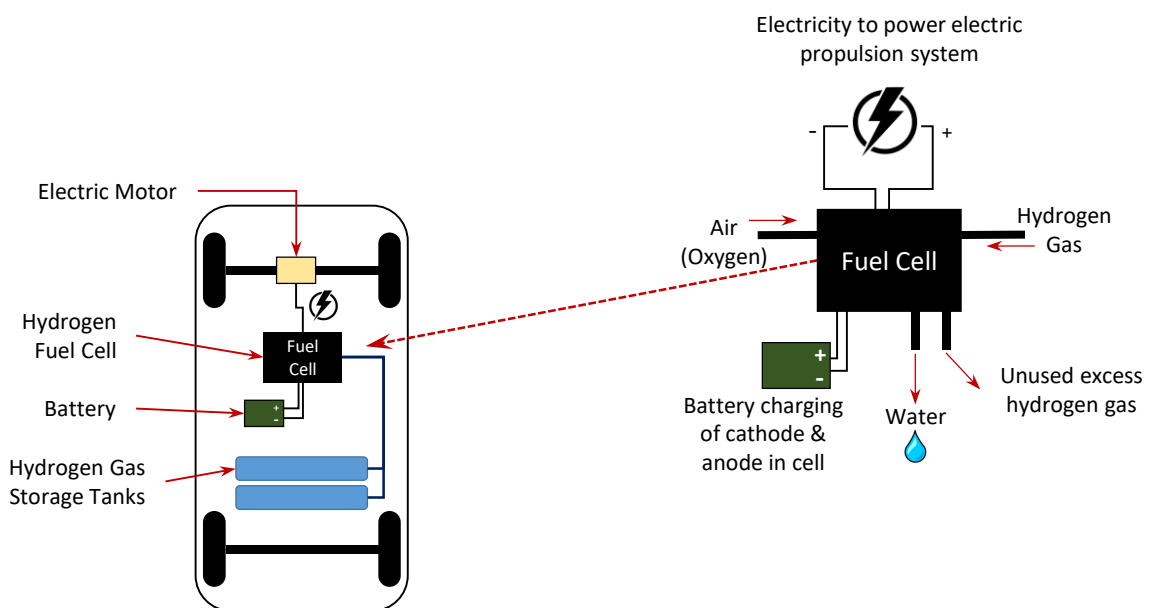 Electric Motor
Hydrogen
Fuel Cell
Battery
Hydrogen Gas
Storage Tanks
Fuel
Cell
+
-
Electricity to power electric
propulsion system
-
+
Air
(Oxygen)
Fuel Cell
Hydrogen
Gas
+
-
Battery charging
of cathode &
anode in cell
Water
Unused excess
hydrogen gas